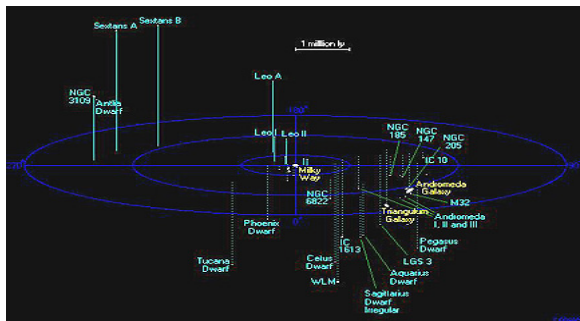 Sextans A
Sextans B
1 million ly
NGC
3109
Antlia
Dwarf
Leo A
180°
NGC
185
NGC
147
NGC
205
Leo I
Leo II
IC 10
Milky
Way
NGC
6822
Andromeda
Galaxy
M32
Triangulum
Galaxy
Andromeda
I, II and III
Phoenix
Dwarf
0°
IC
1613
Pegasus
Dwarf
Tucana
Dwarf
Cetus
Dwarf
LGS 3
WLM
Aquarius
Dwarf
Sagittarius
Dwarf
Irregular